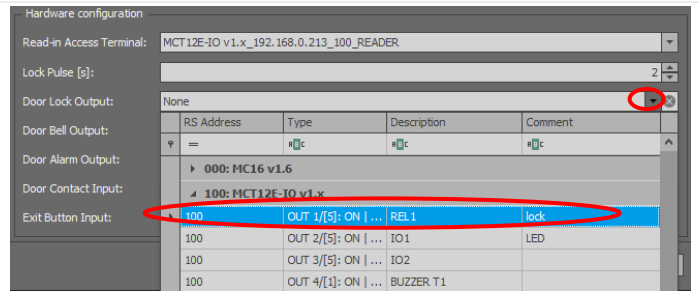 Hardware configuration
Read-in Access Terminal: MCT12E-IO v1.x_192.168.0.213_100_READER
Lock Pulse [s]: 2
Door Lock Output: None
Door Bell Output:
Door Alarm Output:
Door Contact Input:
Exit Button Input:
RS Address Type Description Comment
= ABC ABC ABC
000: MC16 v1.6
100: MCT12E-IO v1.x
100 OUT 1/[5]: ON | ... REL1 lock
100 OUT 2/[5]: ON | ... IO1 LED
100 OUT 3/[5]: ON | ... IO2
100 OUT 4/[1]: ON | ... BUZZER T1